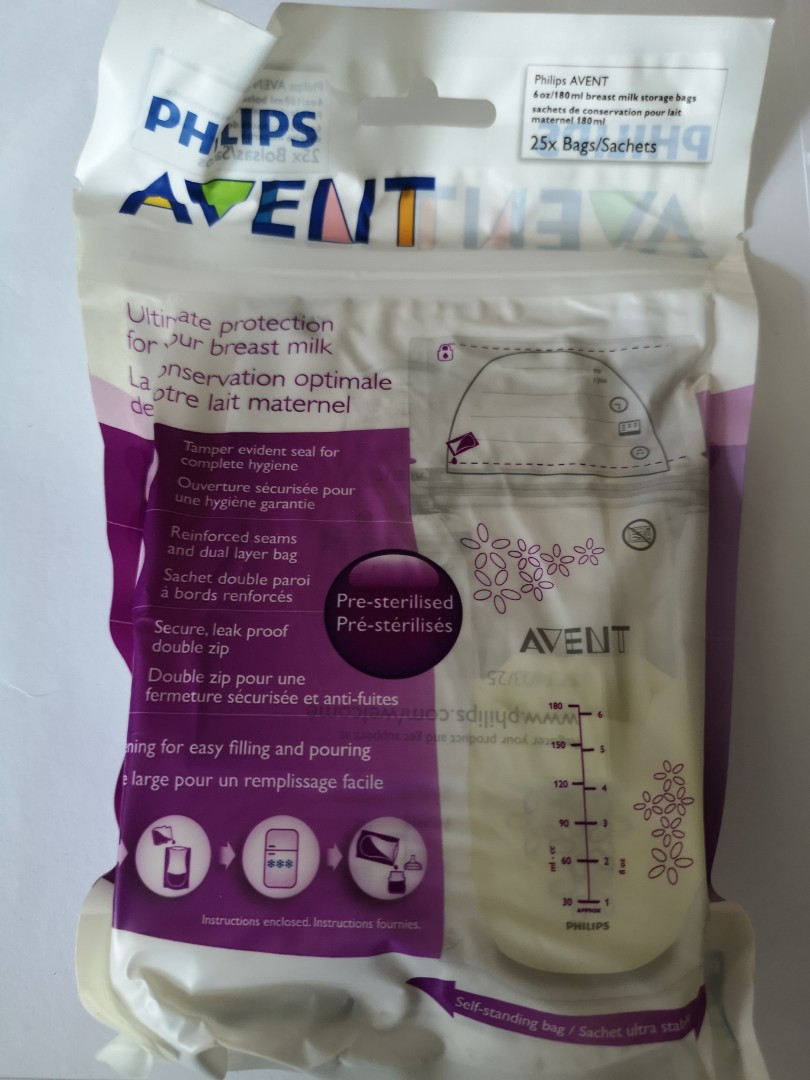 PHILIPS
AVENT
Philips AVENT
6oz/180ml breast milk storage bags
sachets de conservation pour lait
maternel 180ml
25x Bags/Sachets
Ultimate protection
for your breast milk
La conservation optimale
de votre lait maternel
Tamper evident seal for
complete hygiene
Ouverture sécurisée pour
une hygiène garantie
Reinforced seams
and dual layer bag
Sachet double paroi
à bords renforcés
Secure, leak proof
double zip
Double zip pour une
fermeture sécurisée et anti-fuites
ning for easy filling and pouring
e large pour un remplissage facile
Pre-sterilised
Pré-stérilisés
Instructions enclosed. Instructions fournies.
AVENT
180 6
150 5
120 4
90 3
60 2
30 1
ml - cc
oz
APPROX
PHILIPS
www.philips.com/welcome
Self-standing bag / Sachet ultra stab